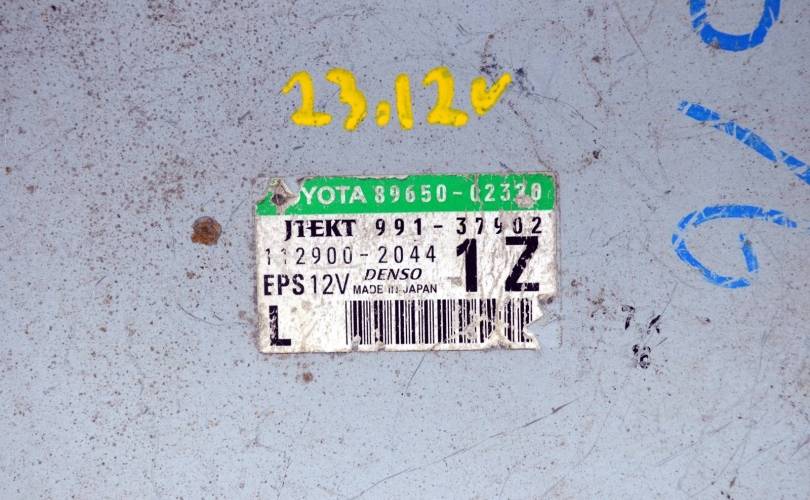 23.12v
YOTA 89650-02320
JTEKT 991-37902
112900-2044
1Z
EPS12V DENSO
MADE IN JAPAN
L